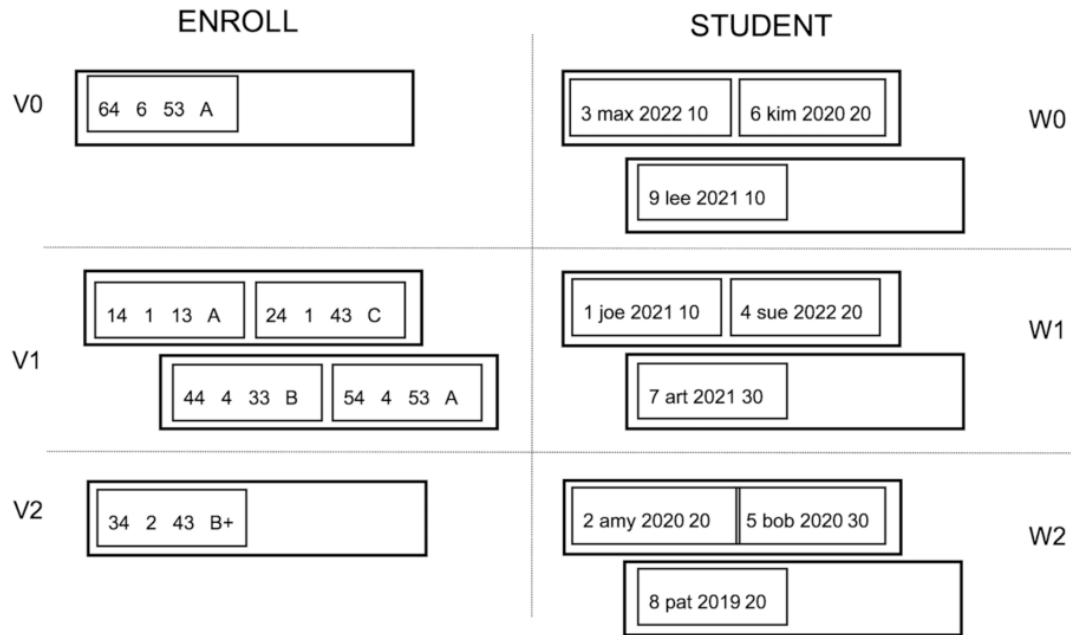 ENROLL
STUDENT
V0
64 6 53 A
3 max 2022 10
6 kim 2020 20
W0
9 lee 2021 10
14 1 13 A
24 1 43 C
1 joe 2021 10
4 sue 2022 20
W1
V1
44 4 33 B
54 4 53 A
7 art 2021 30
V2
34 2 43 B+
2 amy 2020 20
5 bob 2020 30
W2
8 pat 2019 20